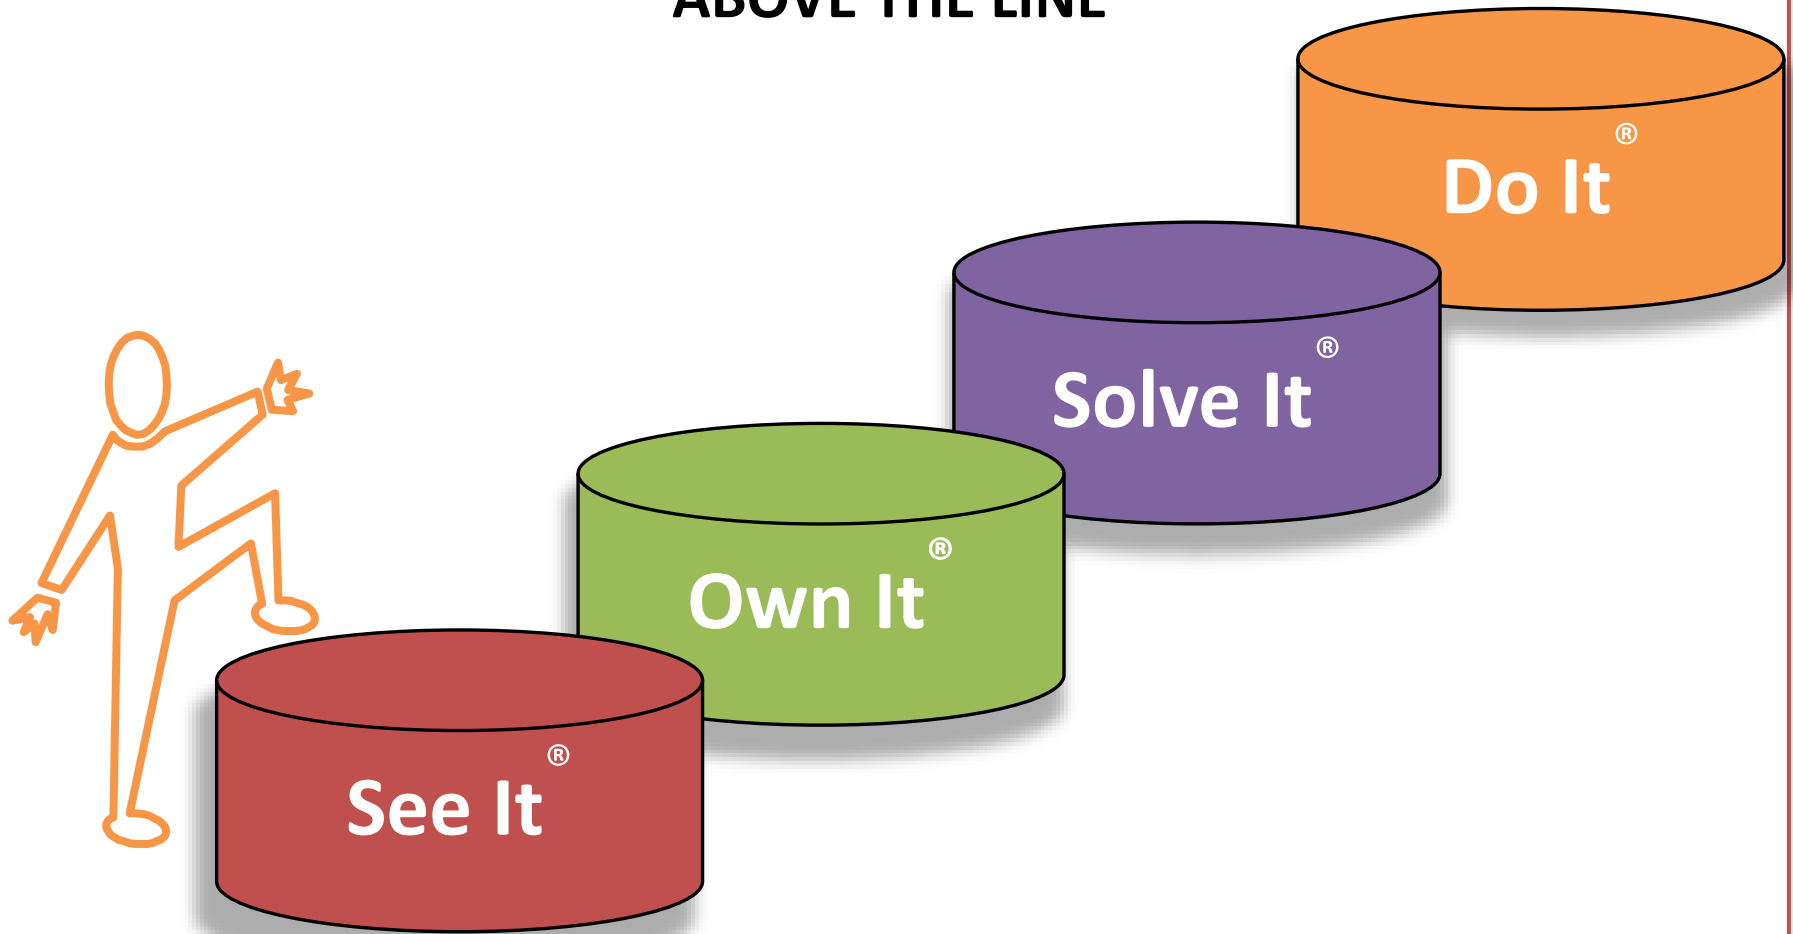 ABOVE THE LINE
Do It®
Solve It®
Own It®
See It®